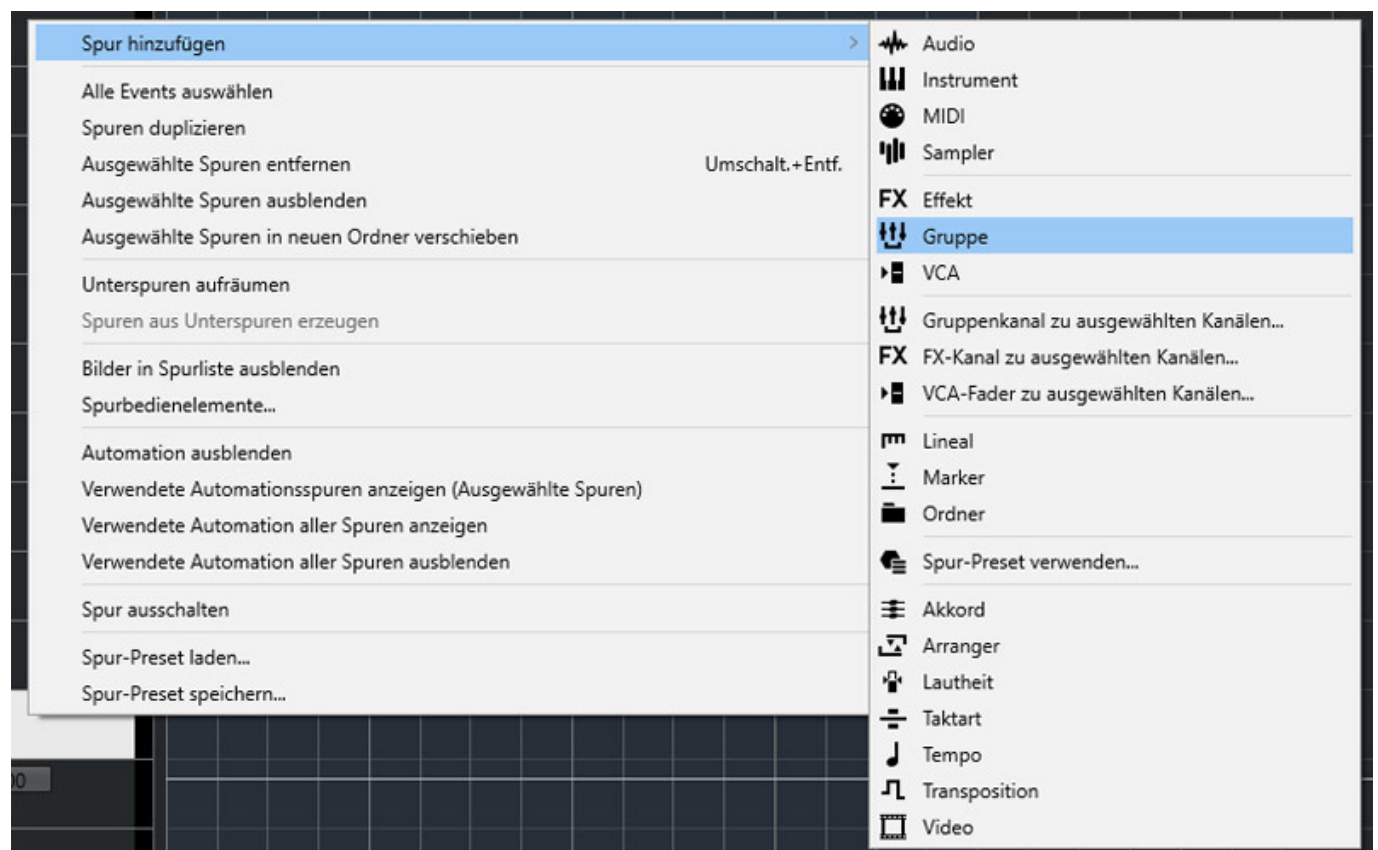 Spur hinzufügen
Alle Events auswählen
Spuren duplizieren
Ausgewählte Spuren entfernen Umschalt.+Entf.
Ausgewählte Spuren ausblenden
Ausgewählte Spuren in neuen Ordner verschieben
Unterspuren aufräumen
Spuren aus Unterspuren erzeugen
Bilder in Spurliste ausblenden
Spurbedienelemente...
Automation ausblenden
Verwendete Automationsspuren anzeigen (Ausgewählte Spuren)
Verwendete Automation aller Spuren anzeigen
Verwendete Automation aller Spuren ausblenden
Spur ausschalten
Spur-Preset laden...
Spur-Preset speichern...
Audio
Instrument
MIDI
Sampler
FX Effekt
Gruppe
VCA
Gruppenkanal zu ausgewählten Kanälen...
FX FX-Kanal zu ausgewählten Kanälen...
VCA-Fader zu ausgewählten Kanälen...
Lineal
Marker
Ordner
Spur-Preset verwenden...
Akkord
Arranger
Lautheit
Taktart
Tempo
Transposition
Video